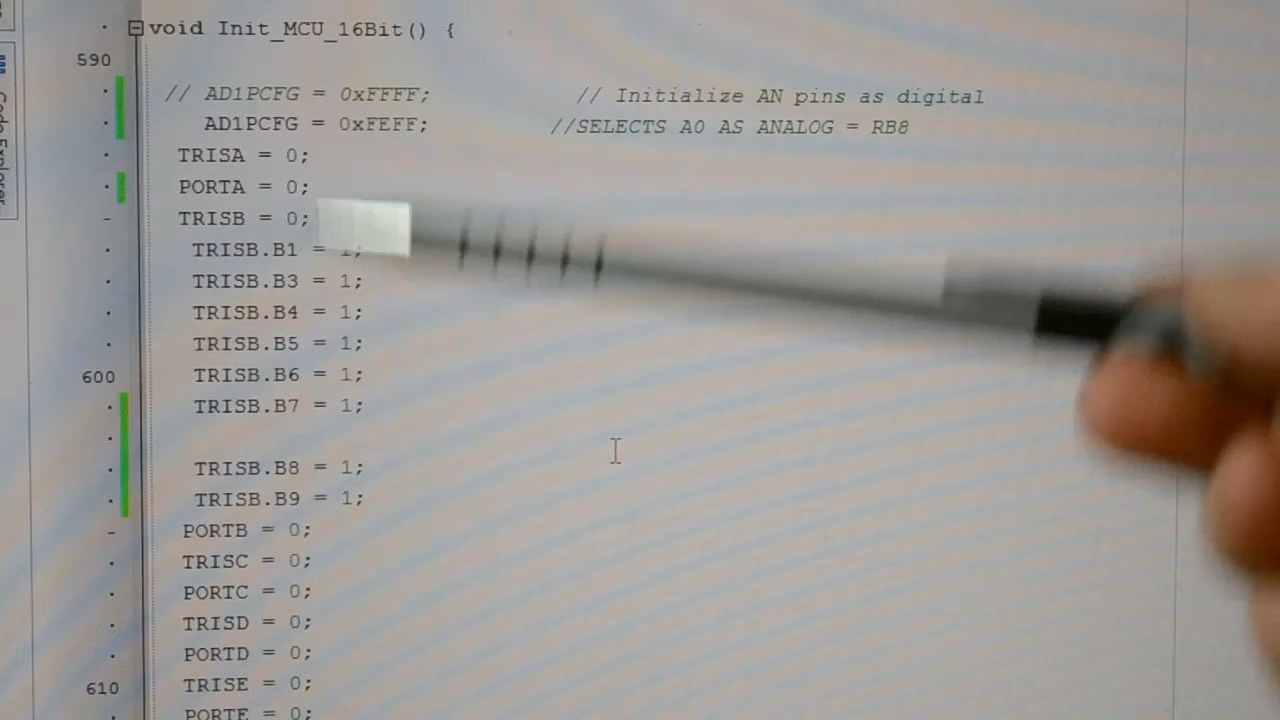 void Init_MCU_16Bit() {
590
// AD1PCFG = 0xFFFF; // Initialize AN pins as digital
AD1PCFG = 0xFEFF; //SELECTS A0 AS ANALOG = RB8
TRISA = 0;
PORTA = 0;
TRISB = 0;
TRISB.B1 = 1;
TRISB.B3 = 1;
TRISB.B4 = 1;
TRISB.B5 = 1;
600 TRISB.B6 = 1;
TRISB.B7 = 1;
TRISB.B8 = 1;
TRISB.B9 = 1;
PORTB = 0;
TRISC = 0;
PORTC = 0;
TRISD = 0;
PORTD = 0;
610 TRISE = 0;
PORTE = 0;
Code Explorer